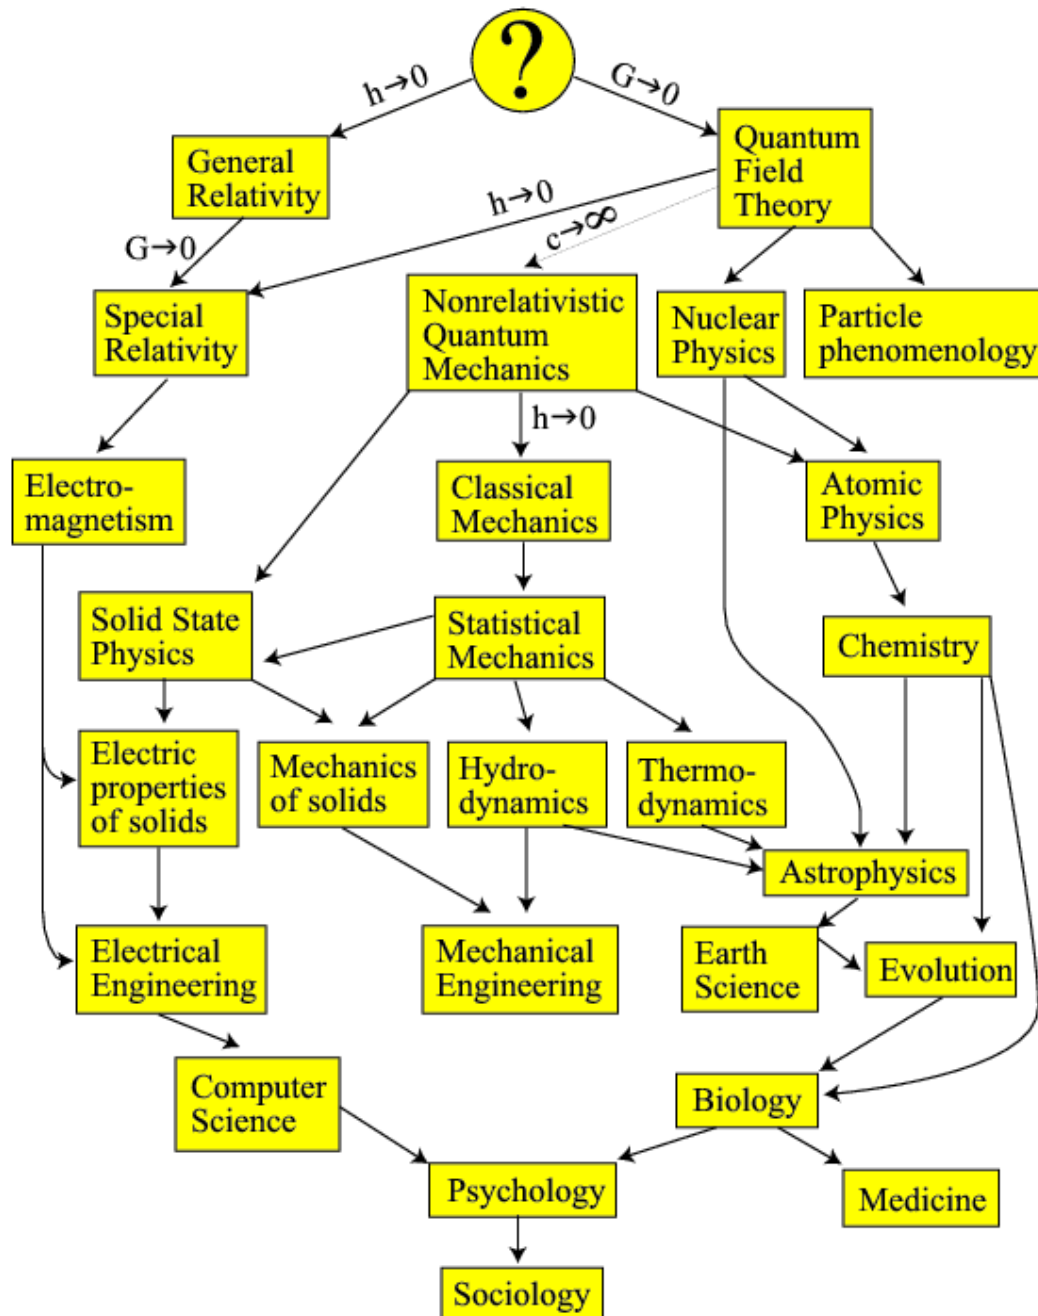 ?
h→0
G→0
General
Relativity
Quantum
Field
Theory
h→0
G→0
c→∞
Special
Relativity
Nonrelativistic
Quantum
Mechanics
Nuclear
Physics
Particle
phenomenology
h→0
Electro-
magnetism
Classical
Mechanics
Atomic
Physics
Solid State
Physics
Statistical
Mechanics
Chemistry
Electric
properties
of solids
Mechanics
of solids
Hydro-
dynamics
Thermo-
dynamics
Astrophysics
Electrical
Engineering
Mechanical
Engineering
Earth
Science
Evolution
Computer
Science
Biology
Psychology
Medicine
Sociology